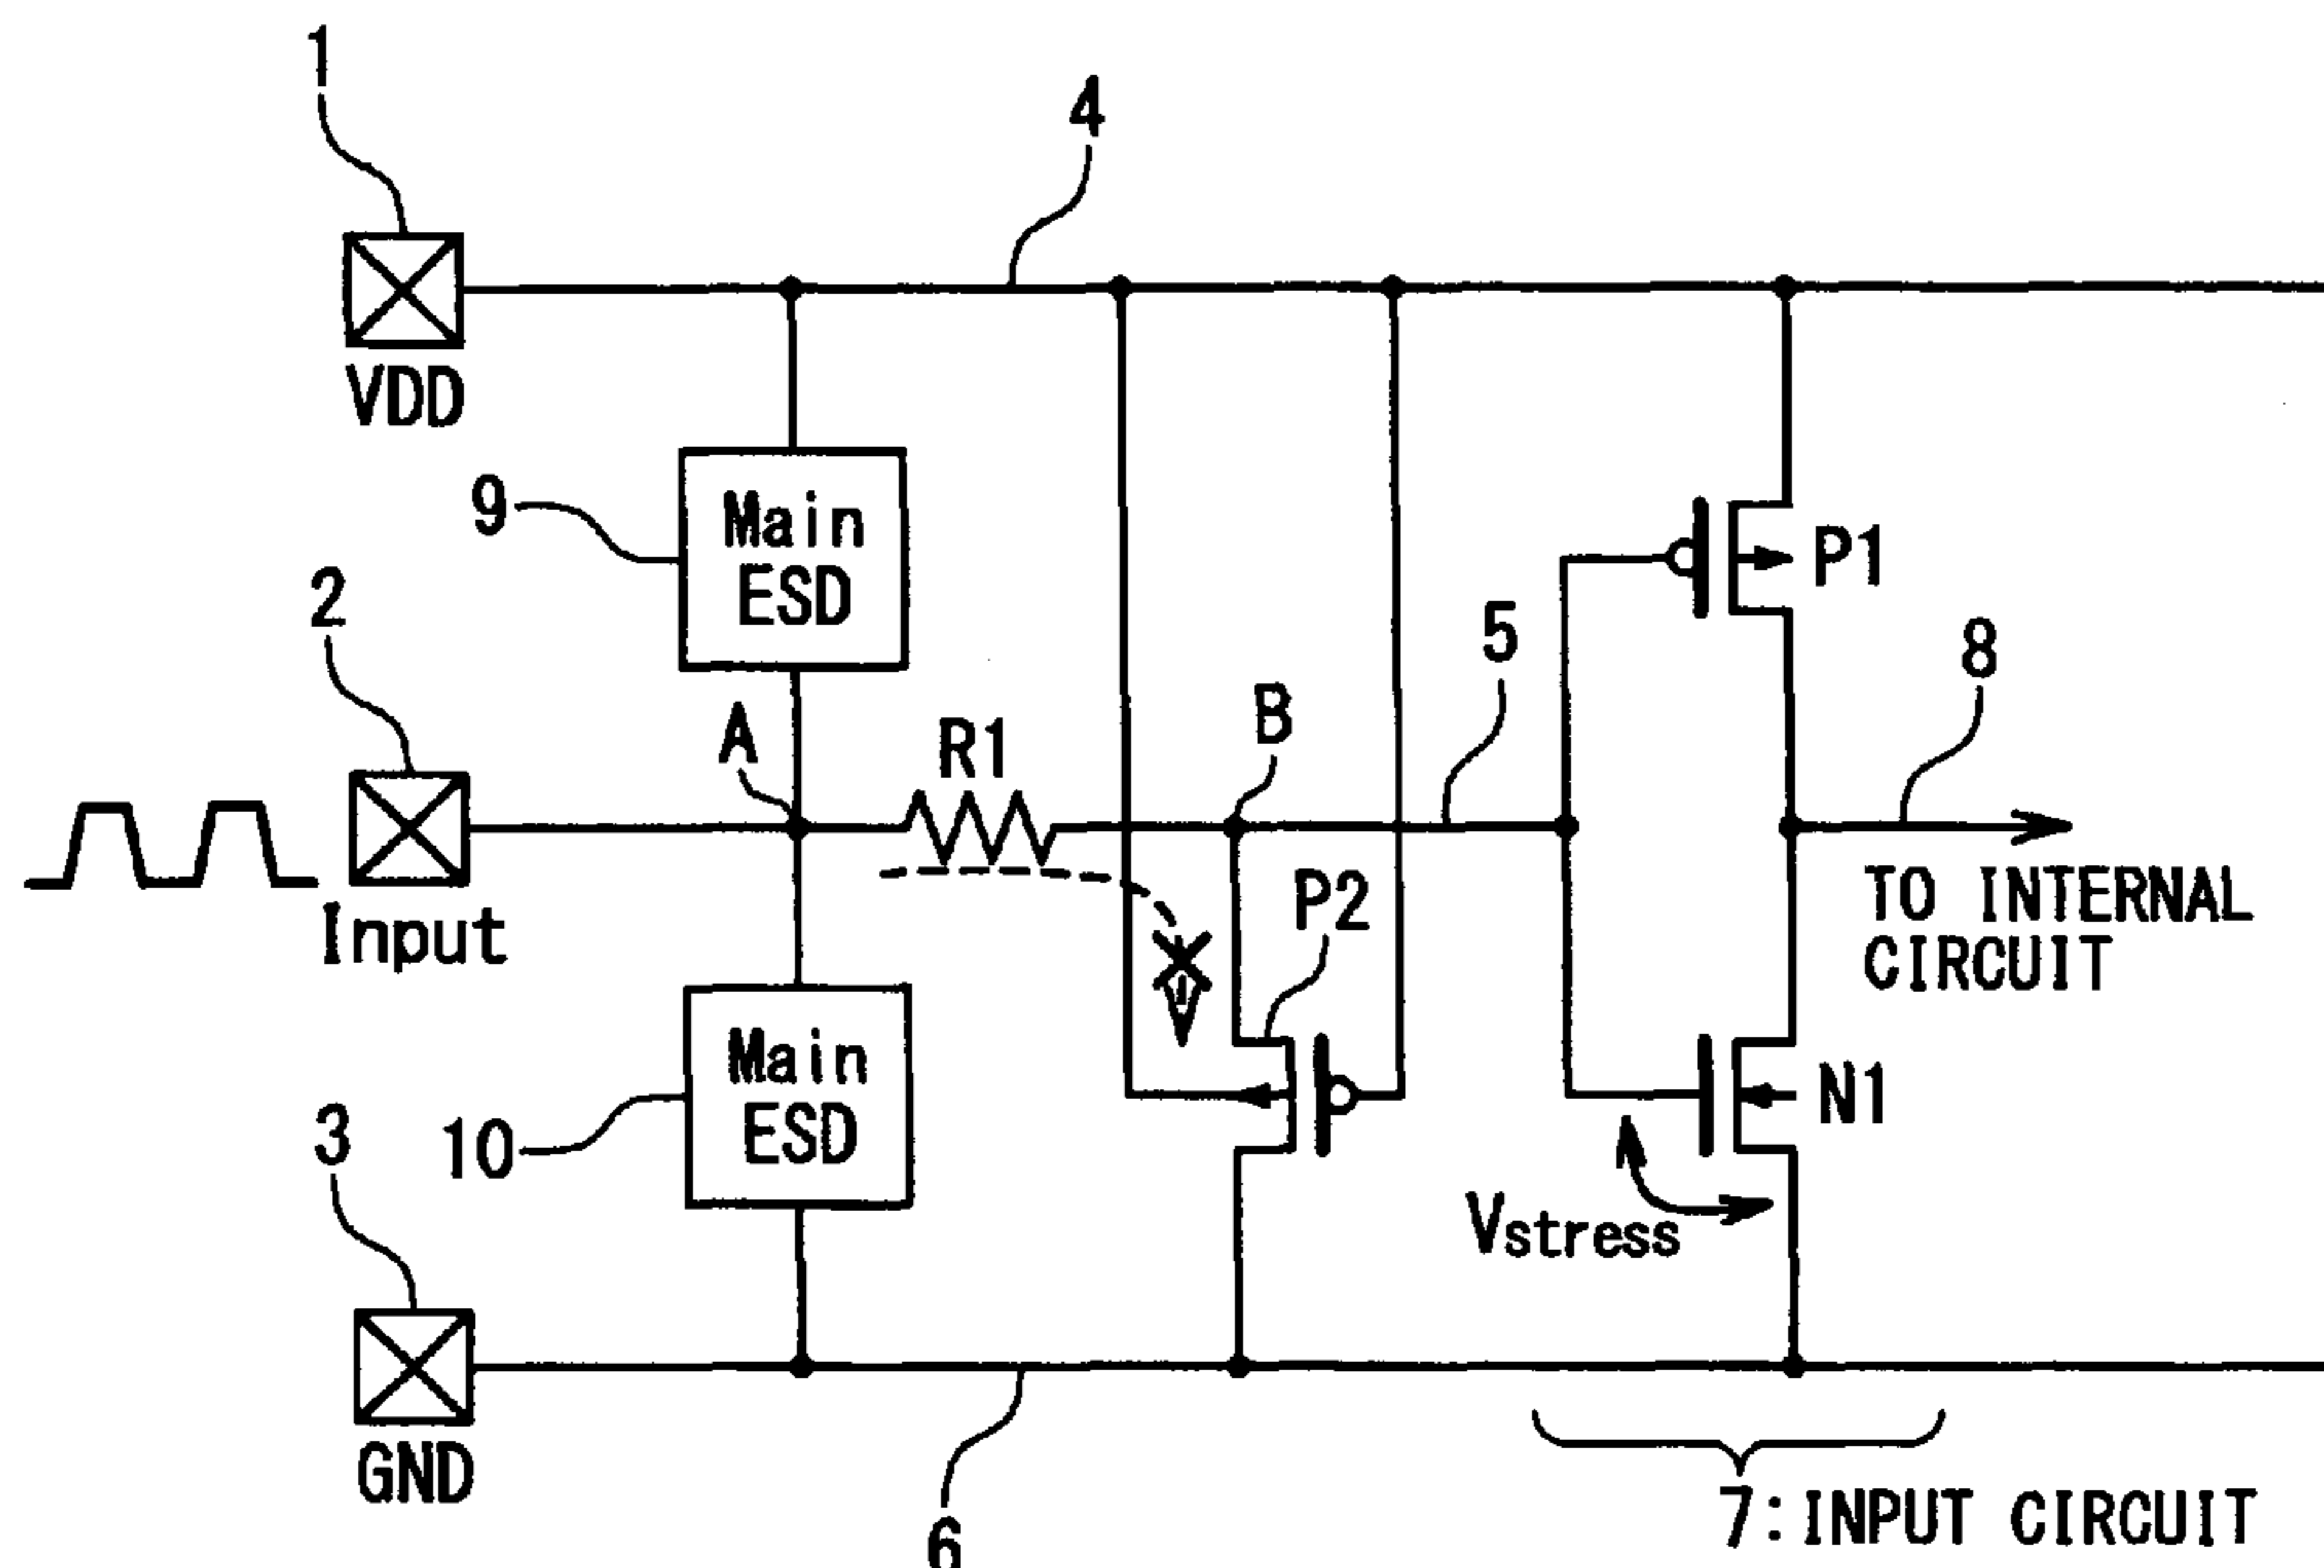 1
4
VDD
9
Main
ESD
P1
2
5
8
A
R1
B
Input
P2
TO INTERNAL
CIRCUIT
3
10
Main
ESD
N1
Vstress
GND
6
7:INPUT CIRCUIT